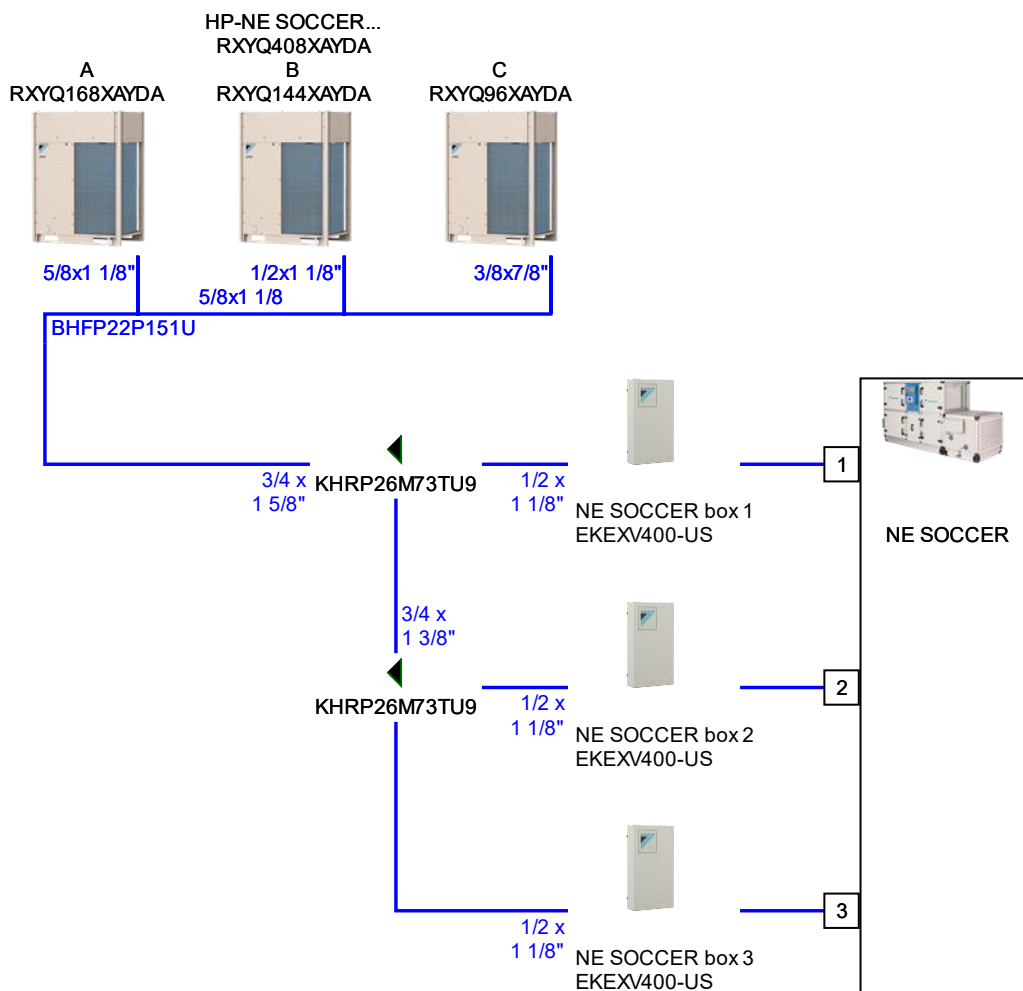 HP-NE SOCCER...
RXYQ408XAYDA
A
RXYQ168XAYDA
B
RXYQ144XAYDA
C
RXYQ96XAYDA
5/8x1 1/8"
1/2x1 1/8"
3/8x7/8"
5/8x1 1/8
BHFP22P151U
3/4 x
1 5/8"
KHRP26M73TU9
1/2 x
1 1/8"
NE SOCCER box 1
EKEXV400-US
1
NE SOCCER
3/4 x
1 3/8"
KHRP26M73TU9
1/2 x
1 1/8"
NE SOCCER box 2
EKEXV400-US
2
1/2 x
1 1/8"
NE SOCCER box 3
EKEXV400-US
3